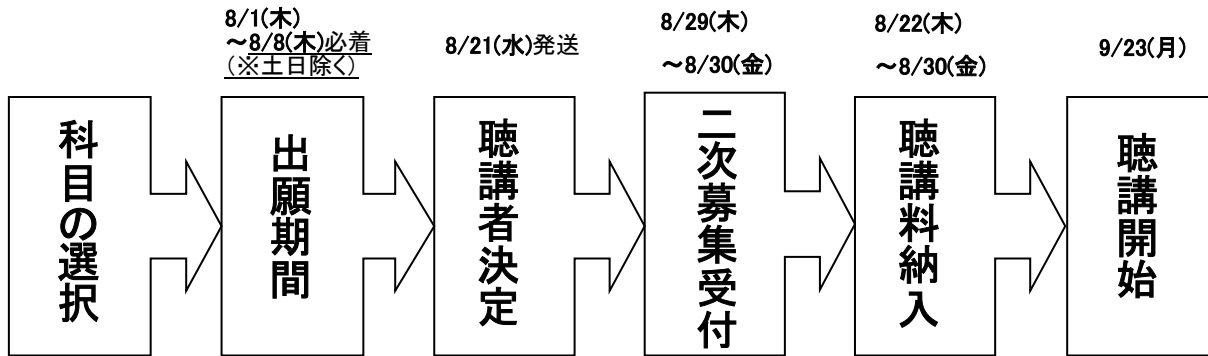 科目の選択
8/1(木)
～8/8(木)必着
(※土日除く)
出願期間
8/21(水)発送
聴講者決定
8/29(木)
～8/30(金)
二次募集受付
8/22(木)
～8/30(金)
聴講料納入
9/23(月)
聴講開始